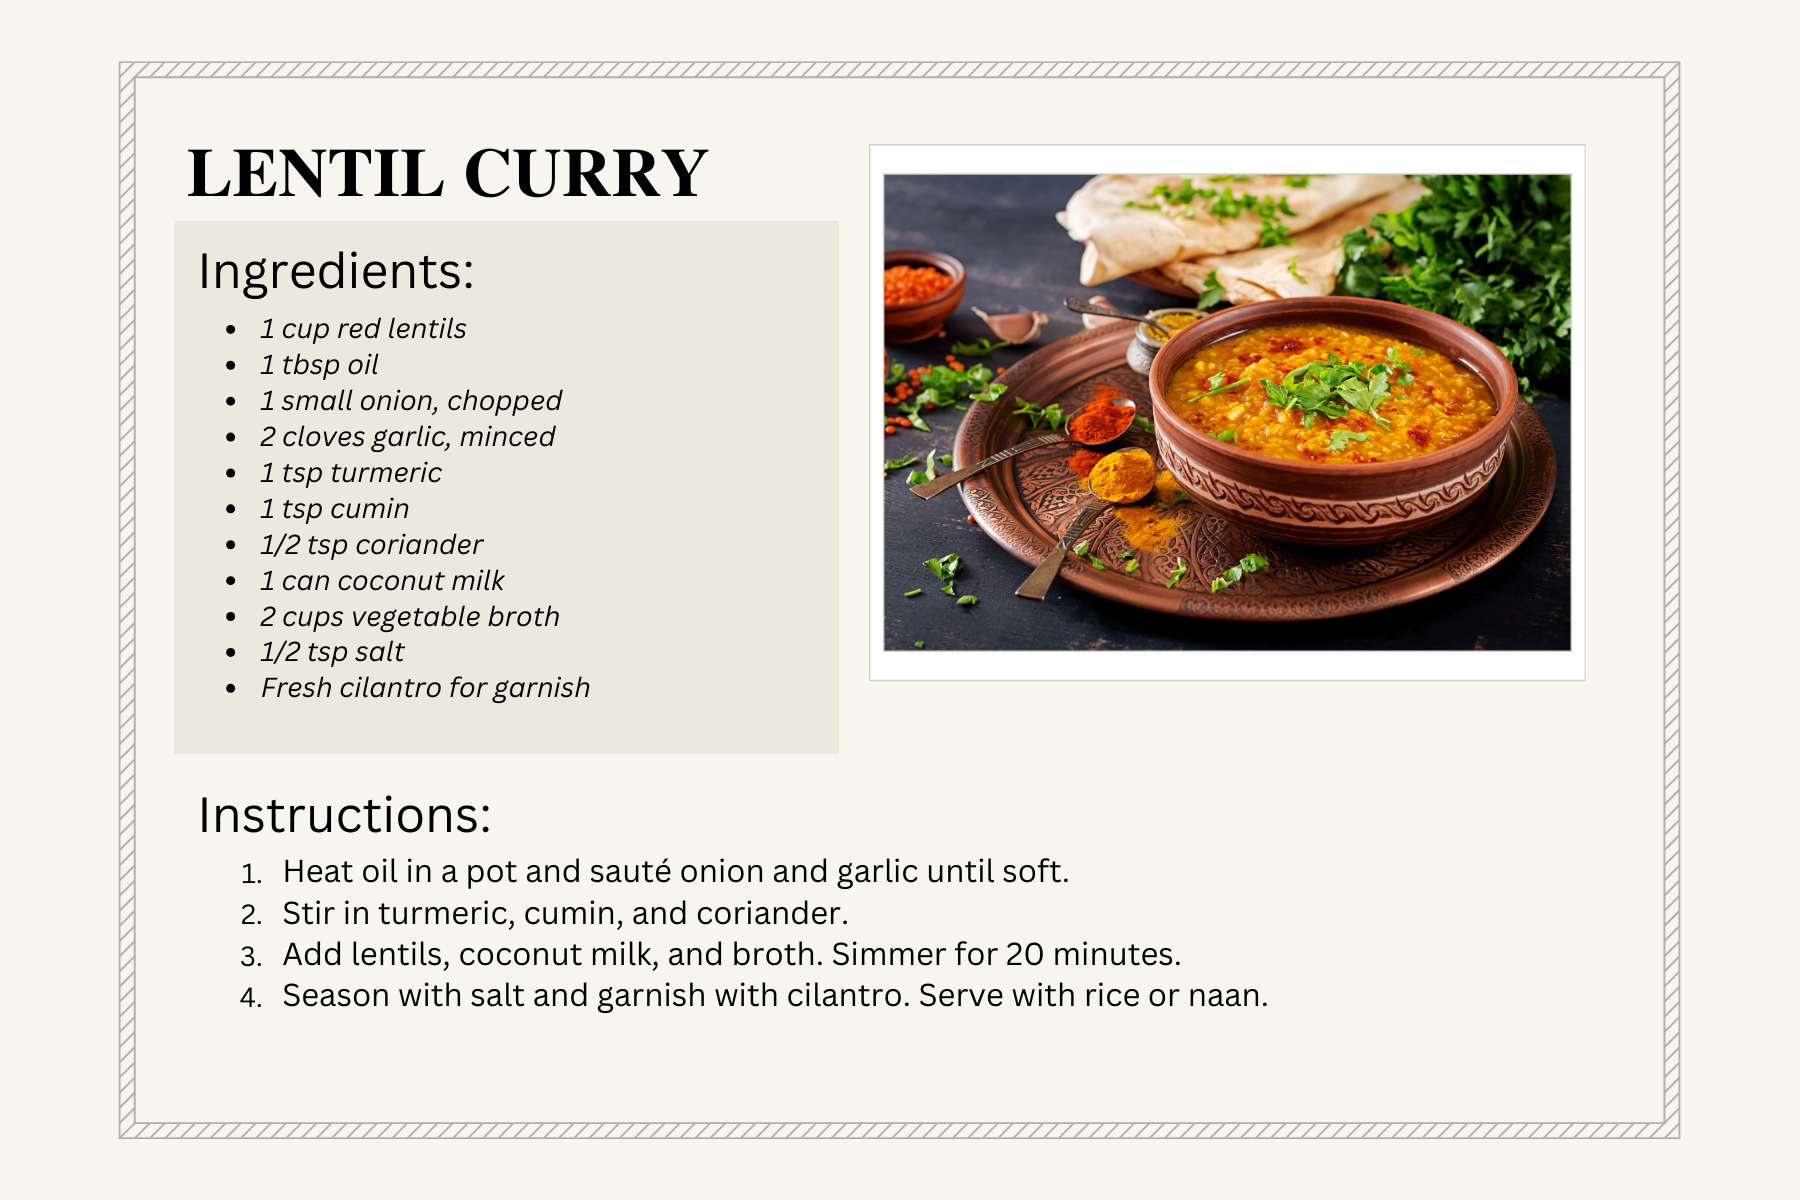 LENTIL CURRY
Ingredients:
• 1 cup red lentils
• 1 tbsp oil
• 1 small onion, chopped
• 2 cloves garlic, minced
• 1 tsp turmeric
• 1 tsp cumin
• 1/2 tsp coriander
• 1 can coconut milk
• 2 cups vegetable broth
• 1/2 tsp salt
• Fresh cilantro for garnish
Instructions:
1. Heat oil in a pot and sauté onion and garlic until soft.
2. Stir in turmeric, cumin, and coriander.
3. Add lentils, coconut milk, and broth. Simmer for 20 minutes.
4. Season with salt and garnish with cilantro. Serve with rice or naan.